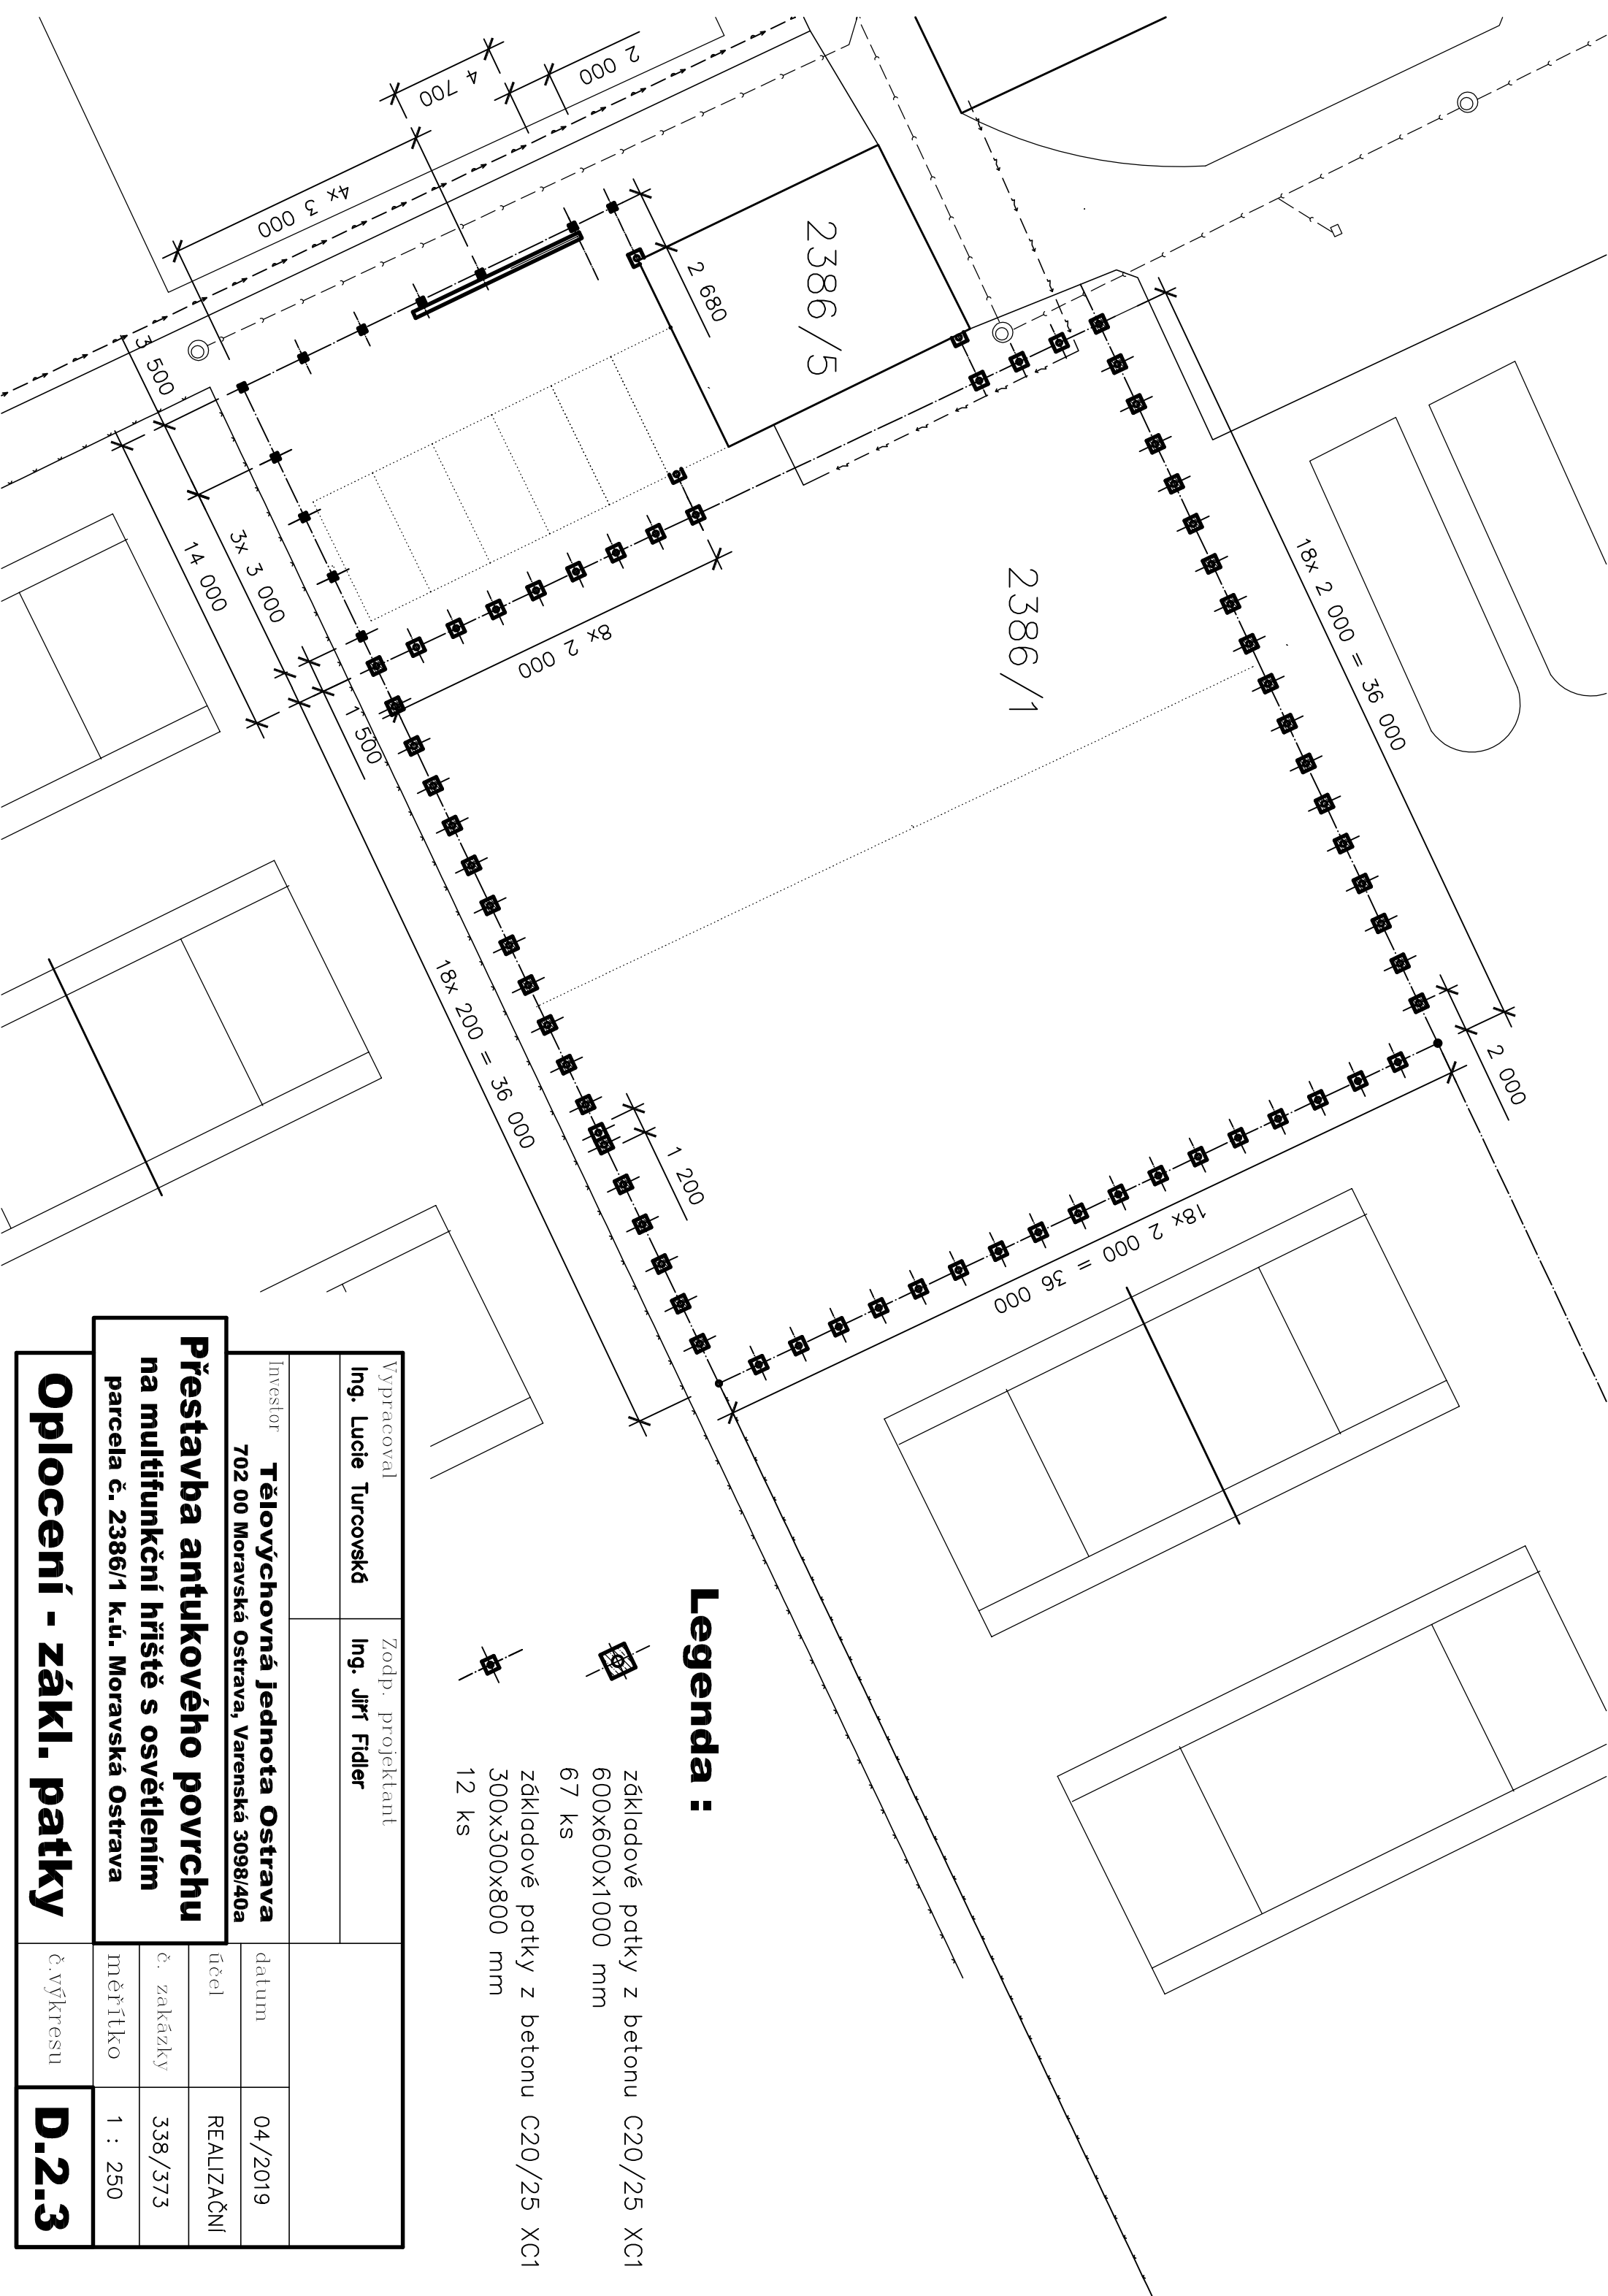 2 000
4 700
4x 3 000
2 680
2386/5
3 500
14 000
3x 3 000
1 500
8x 2 000
2386/1
18x 2 000 = 36 000
2 000
18x 200 = 36 000
1 200
18x 2 000 = 36 000
Legenda :
základové patky z betonu C20/25 XC1
600x600x1000 mm
67 ks
základové patky z betonu C20/25 XC1
300x300x800 mm
12 ks
Vypracoval
Ing. Lucie Turcovská
Zodp. projektant
Ing. Jiří Fidler
Investor
Tělovýchovná jednota Ostrava
702 00 Moravská Ostrava, Varenská 3098/40a
Přestavba antukového povrchu
na multifunkční hřiště s osvětlením
parcela č. 2386/1 k.ú. Moravská Ostrava
Oplocení - zákl. patky
datum 04/2019
účel REALIZAČNÍ
č. zakázky 338/373
měřítko 1 : 250
č.výkresu D.2.3